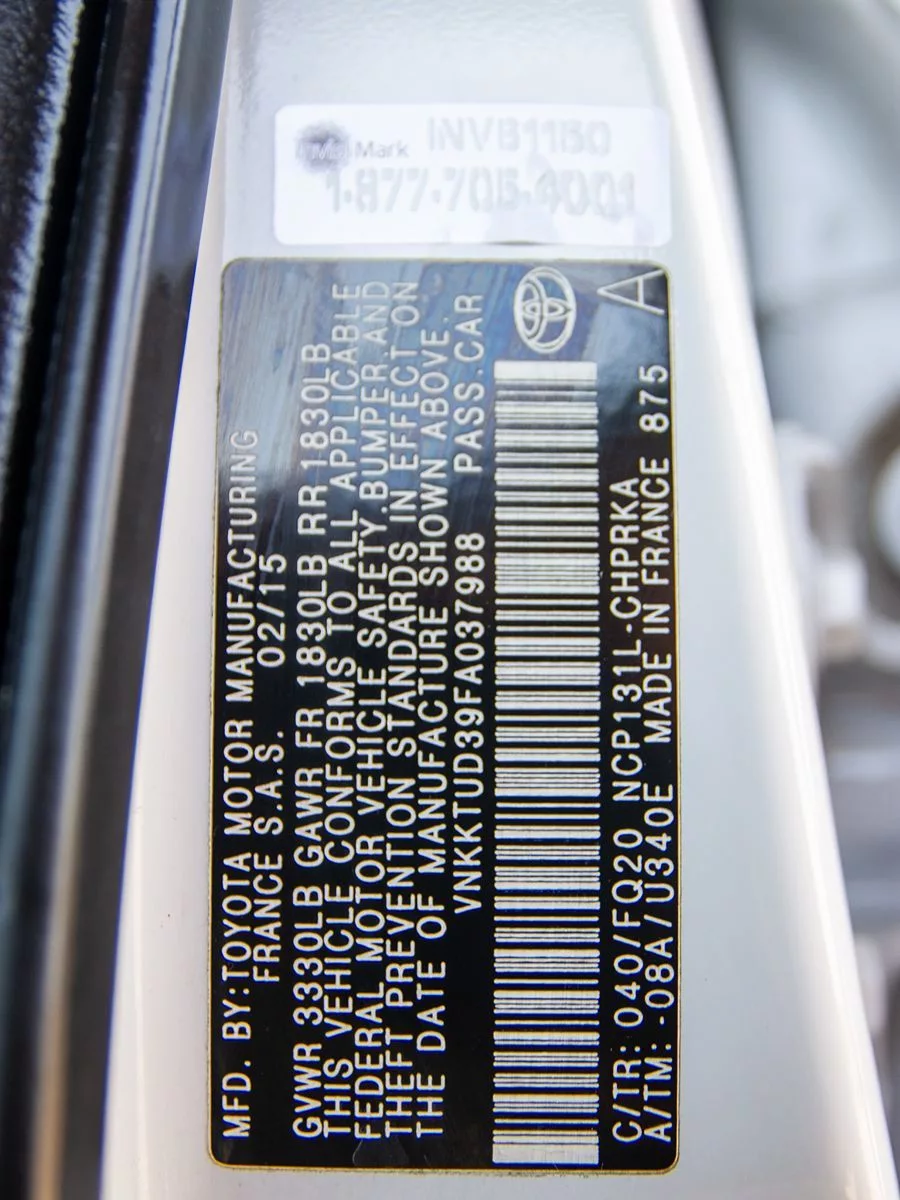 Mark INVB1150
1-877-705-4001
MFD. BY:TOYOTA MOTOR MANUFACTURING
FRANCE S.A.S. 02/15
GVWR 3330LB GAWR FR 1830LB RR 1830LB
THIS VEHICLE CONFORMS TO ALL APPLICABLE
FEDERAL MOTOR VEHICLE SAFETY,BUMPER,AND
THEFT PREVENTION STANDARDS IN EFFECT ON
THE DATE OF MANUFACTURE SHOWN ABOVE.
VNKKTUD39FA037988 PASS.CAR
C/TR: 040/FQ20 NCP131L-CHPRKA
A/TM: -08A/U340E MADE IN FRANCE 875 A